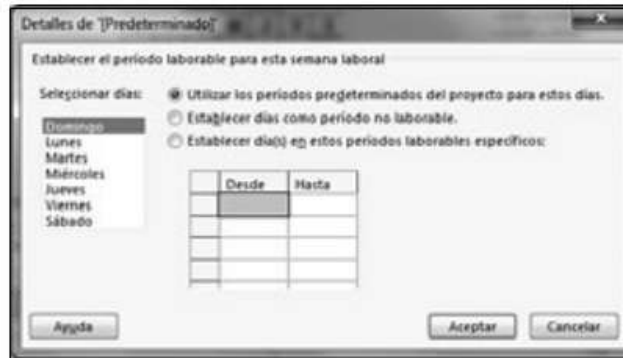 Detalles de '[Predeterminado]'
Establecer el período laborable para esta semana laboral
Seleccionar días:
Domingo
Lunes
Martes
Miércoles
Jueves
Viernes
Sábado
Utilizar los períodos predeterminados del proyecto para estos días.
Establecer días como período no laborable.
Establecer día(s) en estos períodos laborables específicos:
Desde Hasta
Ayuda
Aceptar Cancelar